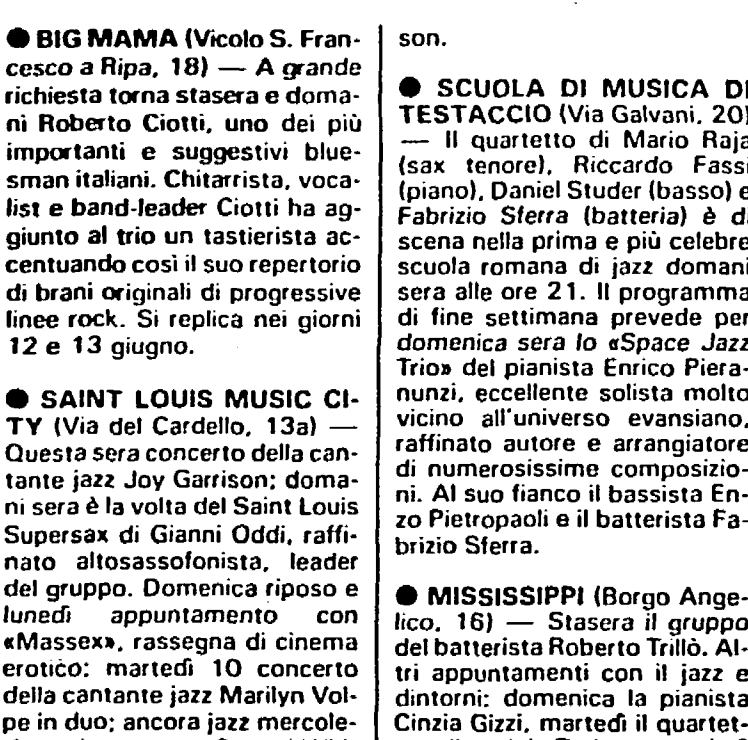 ● BIG MAMA (Vicolo S. Fran-
cesco a Ripa, 18) — A grande
richiesta torna stasera e doma-
ni Roberto Ciotti, uno dei più
importanti e suggestivi blue-
sman italiani. Chitarrista, voca-
list e band-leader Ciotti ha ag-
giunto al trio un tastierista ac-
centuando così il suo repertorio
di brani originali di progressive
linee rock. Si replica nei giorni
12 e 13 giugno.
● SAINT LOUIS MUSIC CI-
TY (Via del Cardello, 13a) —
Questa sera concerto della can-
tante jazz Joy Garrison; doma-
ni sera è la volta del Saint Louis
Supersax di Gianni Oddi, raffi-
nato altosassofonista, leader
del gruppo. Domenica riposo e
lunedì appuntamento con
«Massex», rassegna di cinema
erotico; martedì 10 concerto
della cantante jazz Marilyn Vol-
pe in duo; ancora jazz mercole-
son.
● SCUOLA DI MUSICA DI
TESTACCIO (Via Galvani, 20)
— Il quartetto di Mario Raja
(sax tenore), Riccardo Fassi
(piano), Daniel Studer (basso) e
Fabrizio Sferra (batteria) è di
scena nella prima e più celebre
scuola romana di jazz domani
sera alle ore 21. Il programma
di fine settimana prevede per
domenica sera lo «Space Jazz
Trio» del pianista Enrico Piera-
nunzi, eccellente solista molto
vicino all'universo evansiano,
raffinato autore e arrangiatore
di numerosissime composizio-
ni. Al suo fianco il bassista En-
zo Pietropaoli e il batterista Fa-
brizio Sferra.
● MISSISSIPPI (Borgo Ange-
lico, 16) — Stasera il gruppo
del batterista Roberto Trillò. Al-
tri appuntamenti con il jazz e
dintorni: domenica la pianista
Cinzia Gizzi, martedì il quartet-